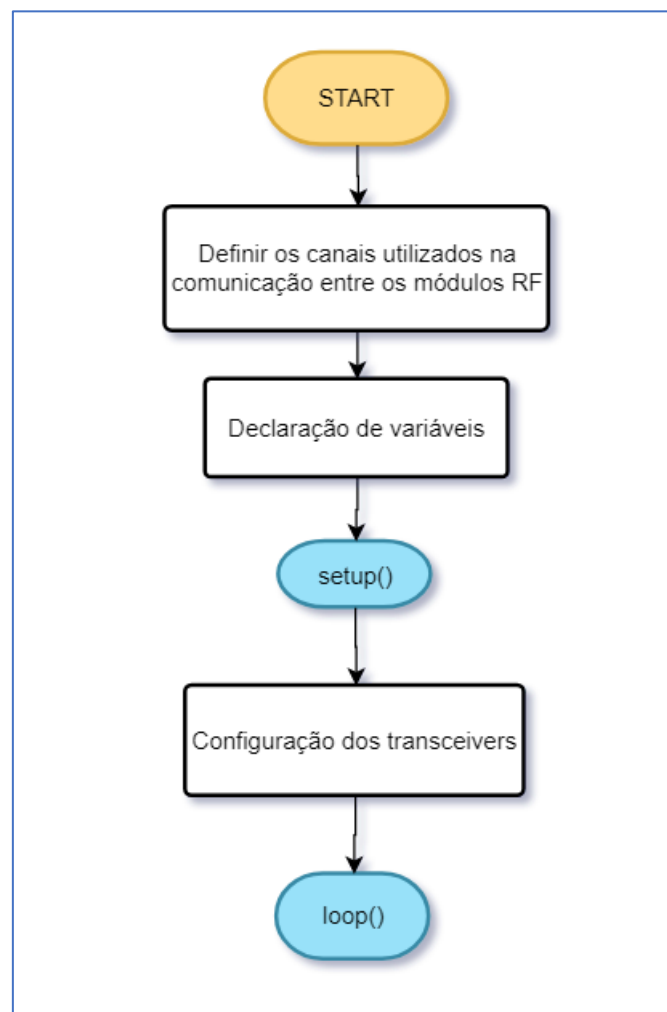 START
Definir os canais utilizados na
comunicação entre os módulos RF
Declaração de variáveis
setup()
Configuração dos transceivers
loop()